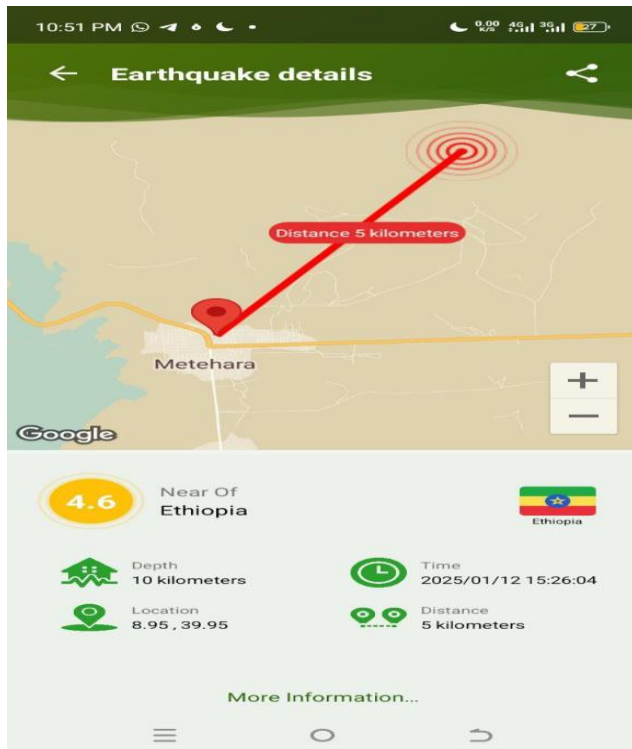 10:51 PM
0.00 K/S 4G 3G 27
Earthquake details
Distance 5 kilometers
Metehara
+
−
Google
4.6
Near Of
Ethiopia
Ethiopia
Depth
10 kilometers
Time
2025/01/12 15:26:04
Location
8.95 , 39.95
Distance
5 kilometers
More Information...